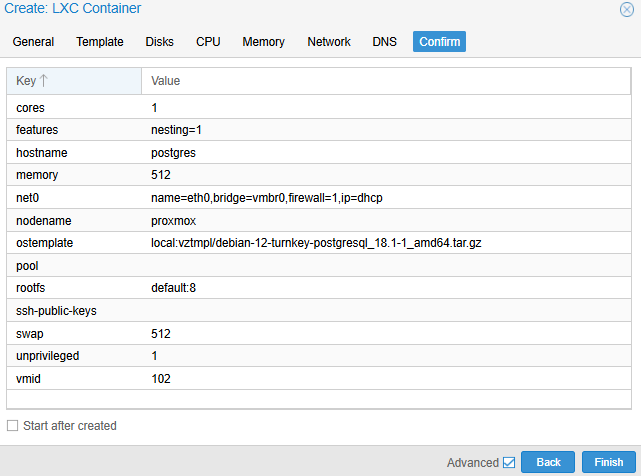 Create: LXC Container
General Template Disks CPU Memory Network DNS Confirm
Key Value
cores 1
features nesting=1
hostname postgres
memory 512
net0 name=eth0,bridge=vmbr0,firewall=1,ip=dhcp
nodename proxmox
ostemplate local:vztmpl/debian-12-turnkey-postgresql_18.1-1_amd64.tar.gz
pool
rootfs default:8
ssh-public-keys
swap 512
unprivileged 1
vmid 102
Start after created
Advanced Back Finish